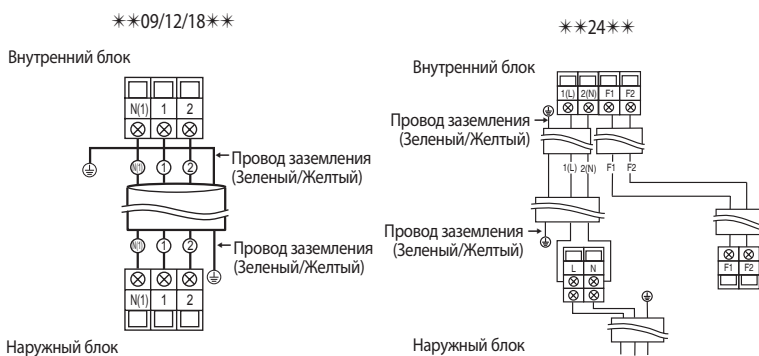 ✳✳09/12/18✳✳
Внутренний блок
N(1) 1 2
Провод заземления
(Зеленый/Желтый)
N(1) 1 2
N(1) 1 2
Провод заземления
(Зеленый/Желтый)
N(1) 1 2
Наружный блок
✳✳24✳✳
Внутренний блок
1(L) 2(N) F1 F2
Провод заземления
(Зеленый/Желтый)
1(L) 2(N) F1 F2
Провод заземления
(Зеленый/Желтый)
L N
F1 F2
Наружный блок